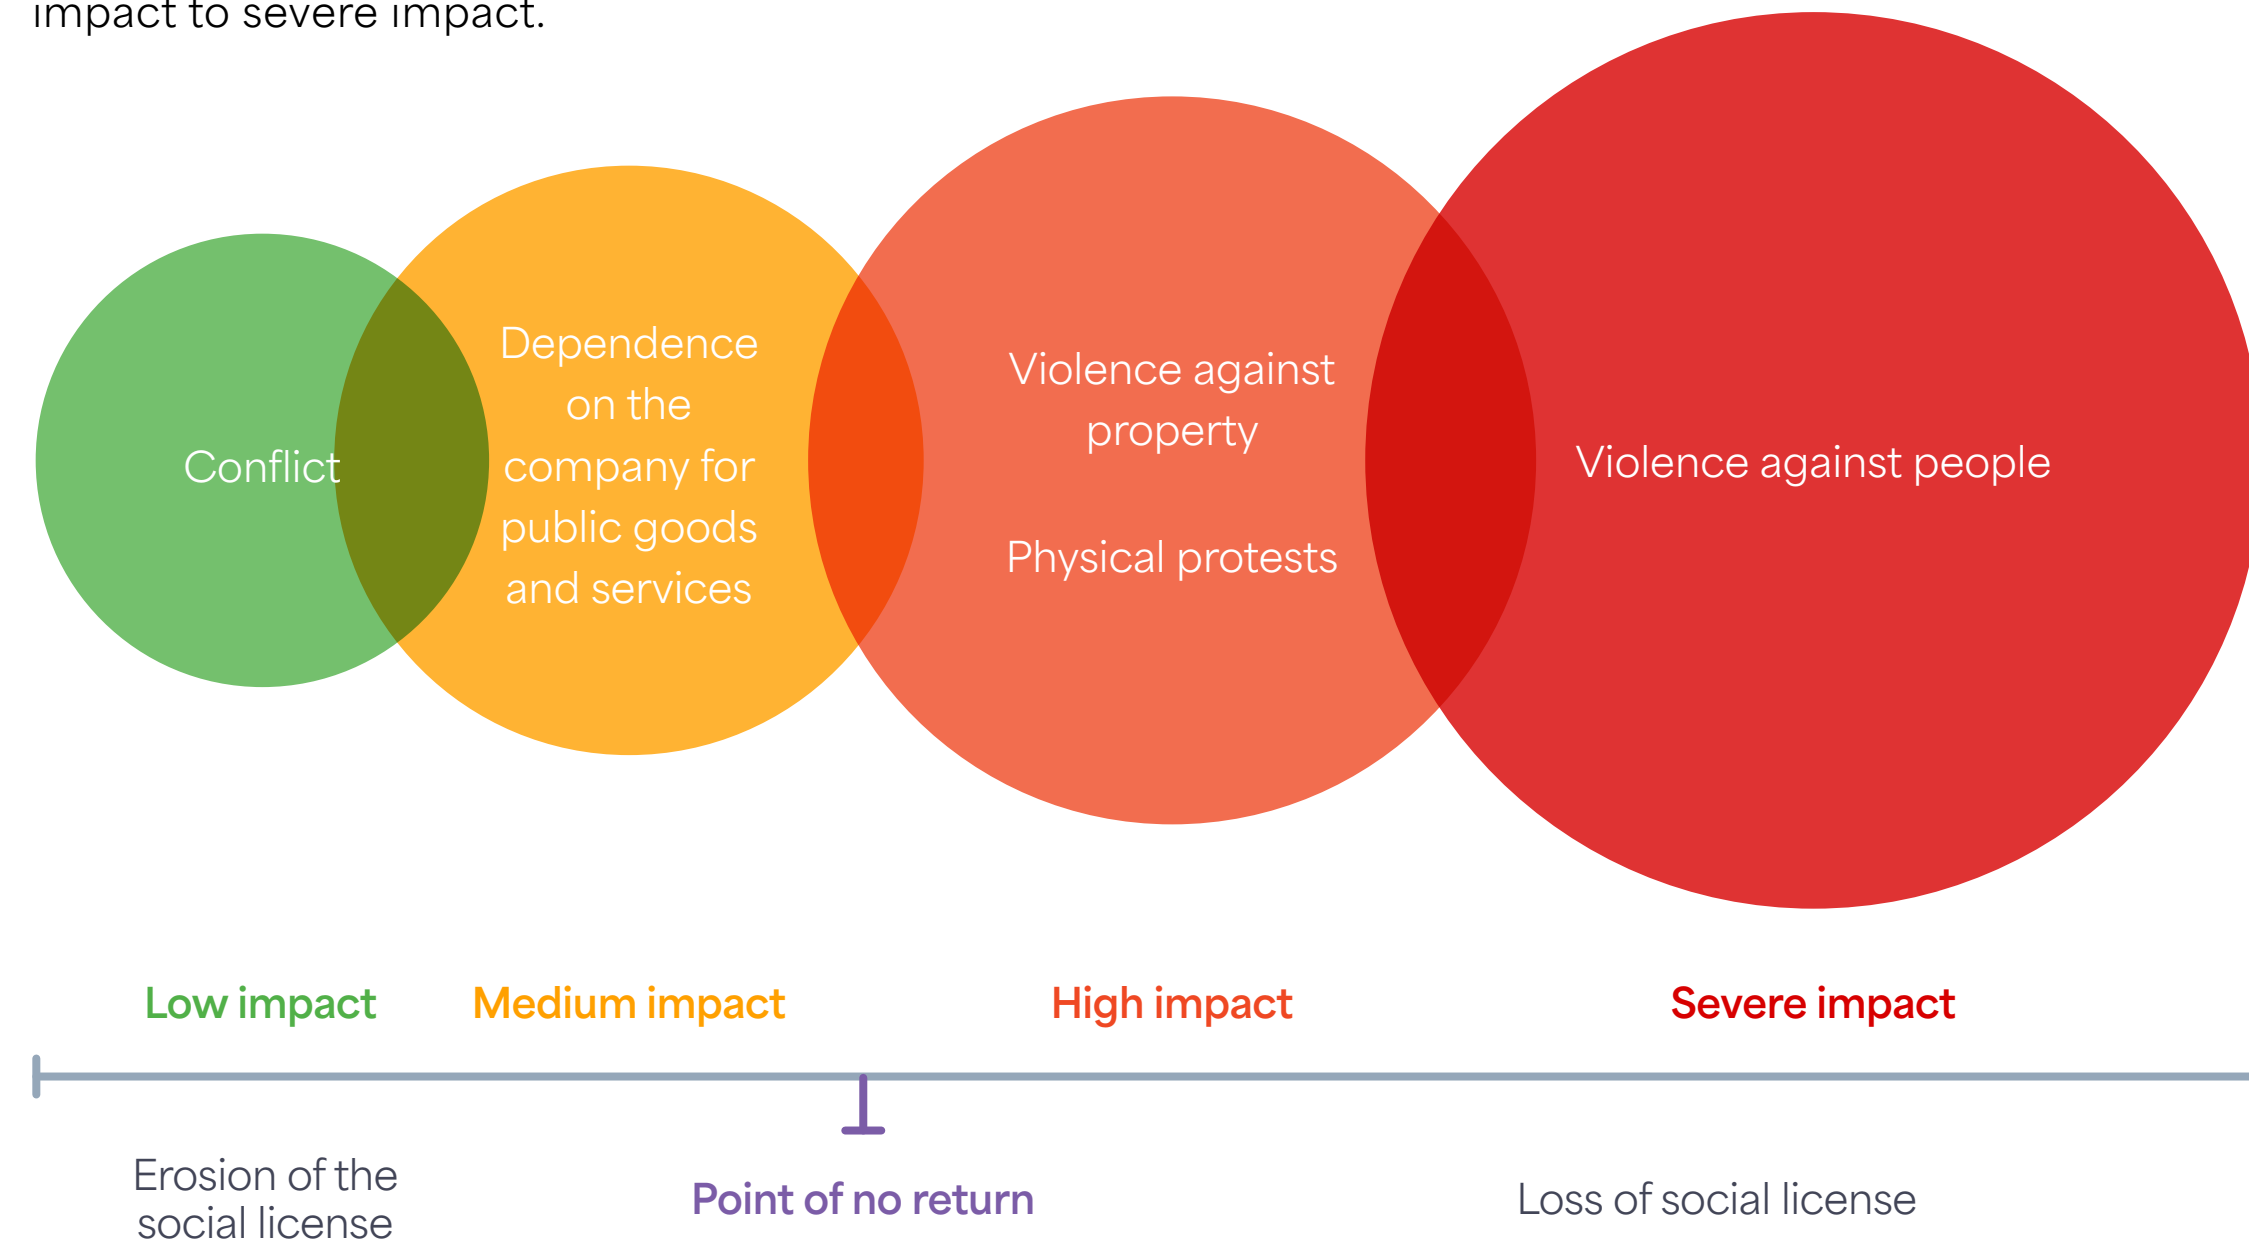 impact to severe impact.
Conflict
Dependence
on the
company for
public goods
and services
Violence against
property
Physical protests
Violence against people
Low impact
Medium impact
High impact
Severe impact
Erosion of the
social license
Point of no return
Loss of social license